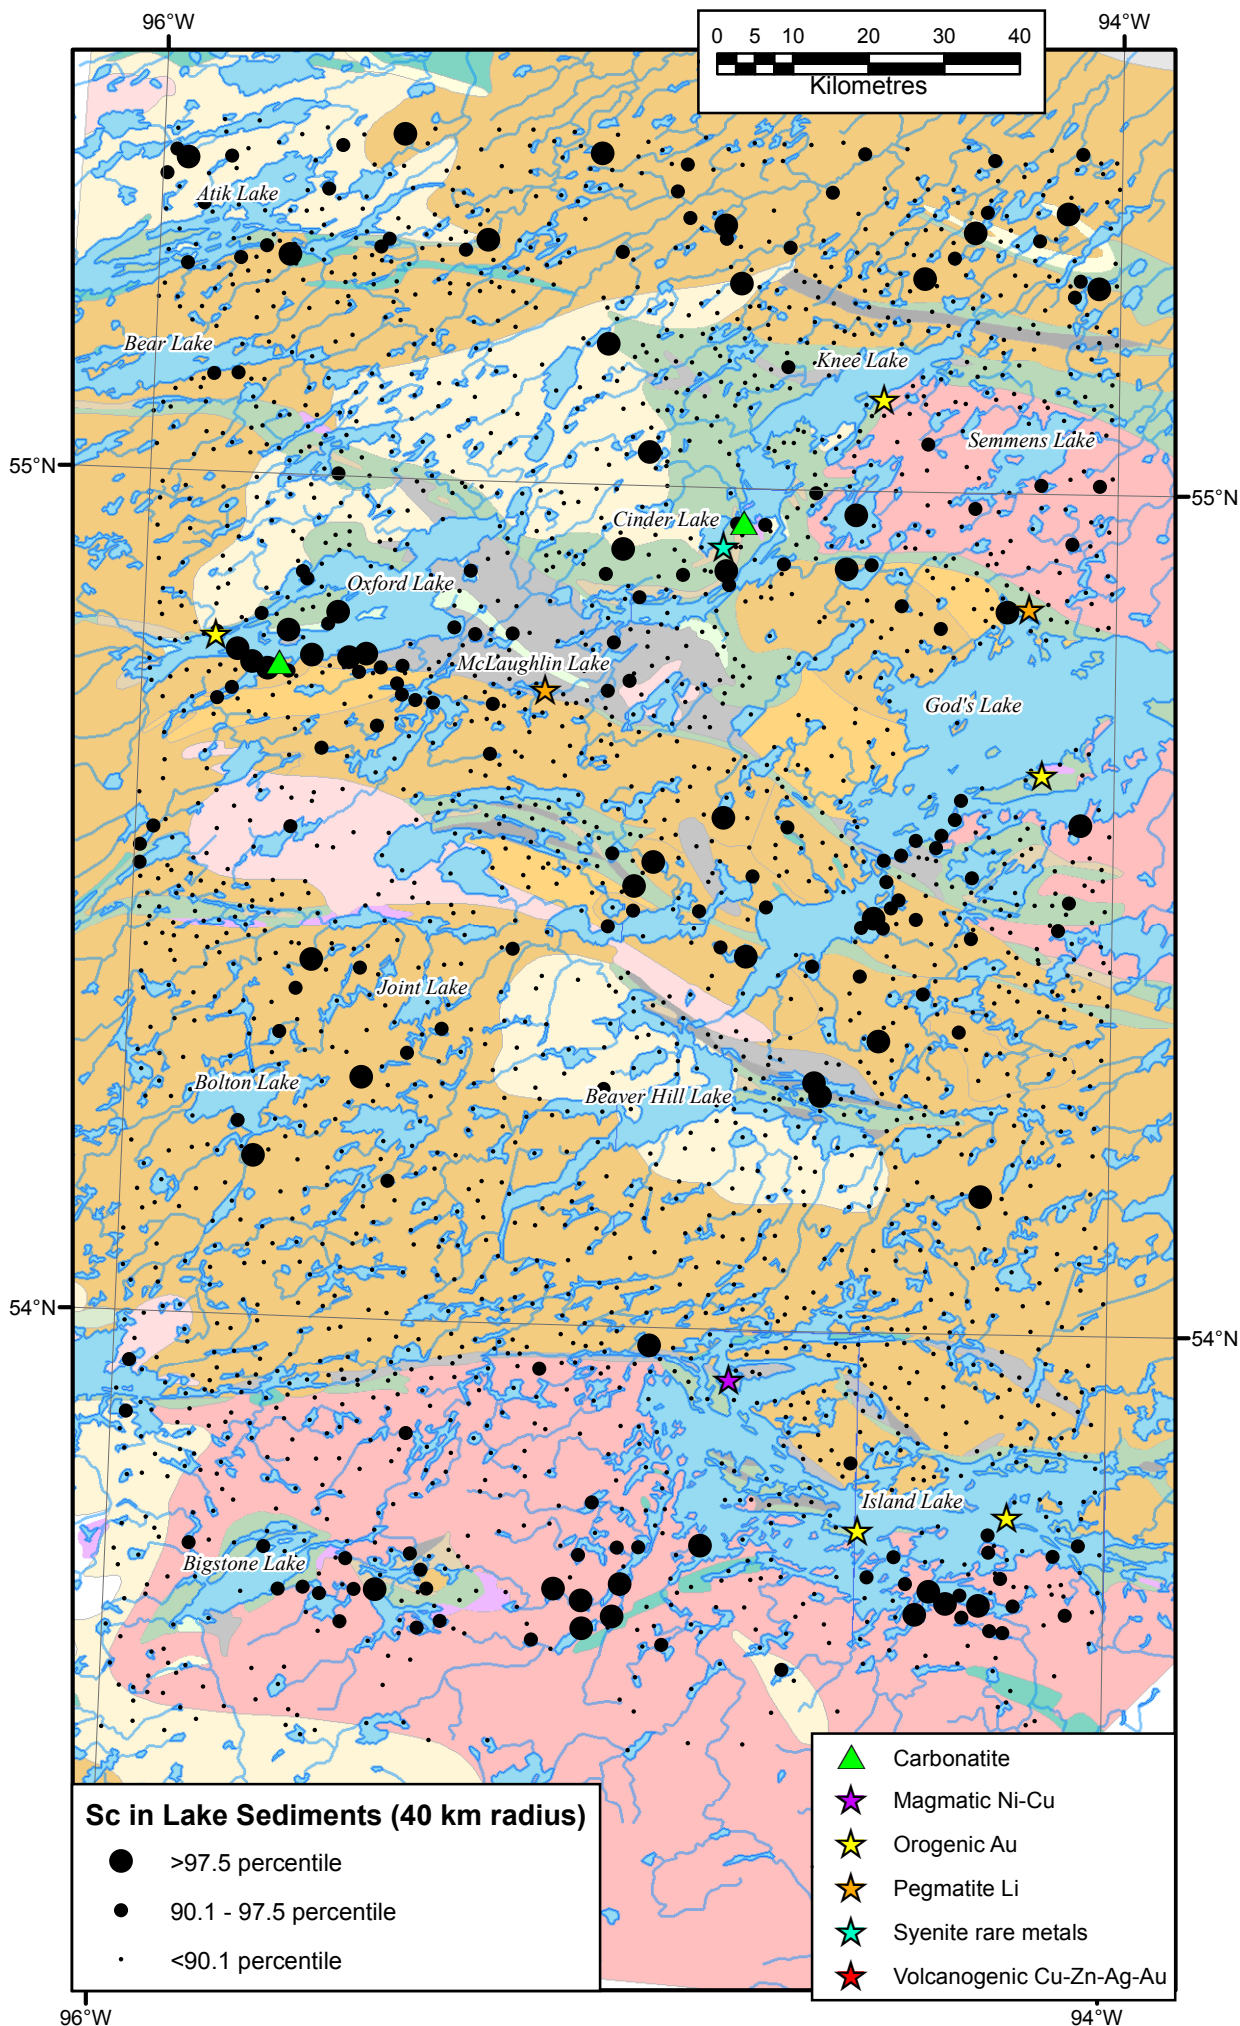 96°W
94°W
0 5 10 20 30 40
Kilometres
Atik Lake
Bear Lake
Knee Lake
Semmens Lake
55°N
55°N
Cinder Lake
Oxford Lake
McLaughlin Lake
God's Lake
Joint Lake
Bolton Lake
Beaver Hill Lake
54°N
54°N
Island Lake
Bigstone Lake
Sc in Lake Sediments (40 km radius)
>97.5 percentile
90.1 - 97.5 percentile
<90.1 percentile
Carbonatite
Magmatic Ni-Cu
Orogenic Au
Pegmatite Li
Syenite rare metals
Volcanogenic Cu-Zn-Ag-Au
96°W
94°W